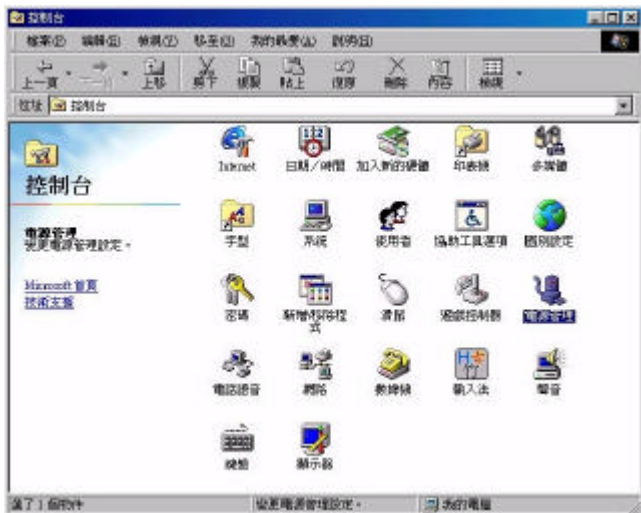 控制台
檔案(F) 編輯(E) 檢視(V) 移至(G) 我的最愛(A) 說明(H)
上一頁 上移 剪下 複製 貼上 復原 刪除 內容 檢視
位址 控制台
控制台
Internet 日期/時間 加入新的硬體 印表機 多媒體
電源管理
變更電源管理設定。
字型 系統 使用者 協助工具選項 國別設定
Microsoft 首頁
技術支援
密碼 新增/移除程
式 滑鼠 遊戲控制器 電源管理
電話語音 網路 數據機 輸入法 聲音
鍵盤 顯示器
選了 1 個物件 變更電源管理設定。 我的電腦